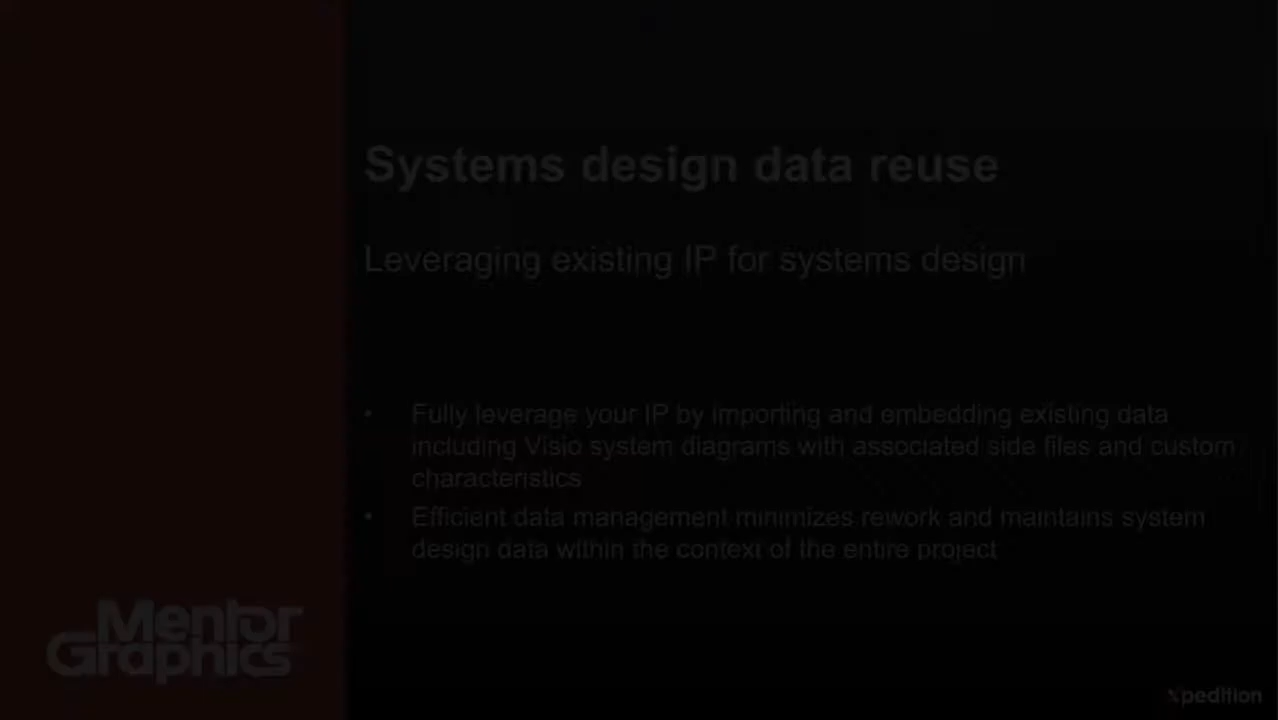 Systems design data reuse
Leveraging existing IP for systems design
• Fully leverage your IP by importing and embedding existing data
including Visio system diagrams with associated side files and custom
characteristics
• Efficient data management minimizes rework and maintains system
design data within the context of the entire project
Mentor
Graphics
Xpedition